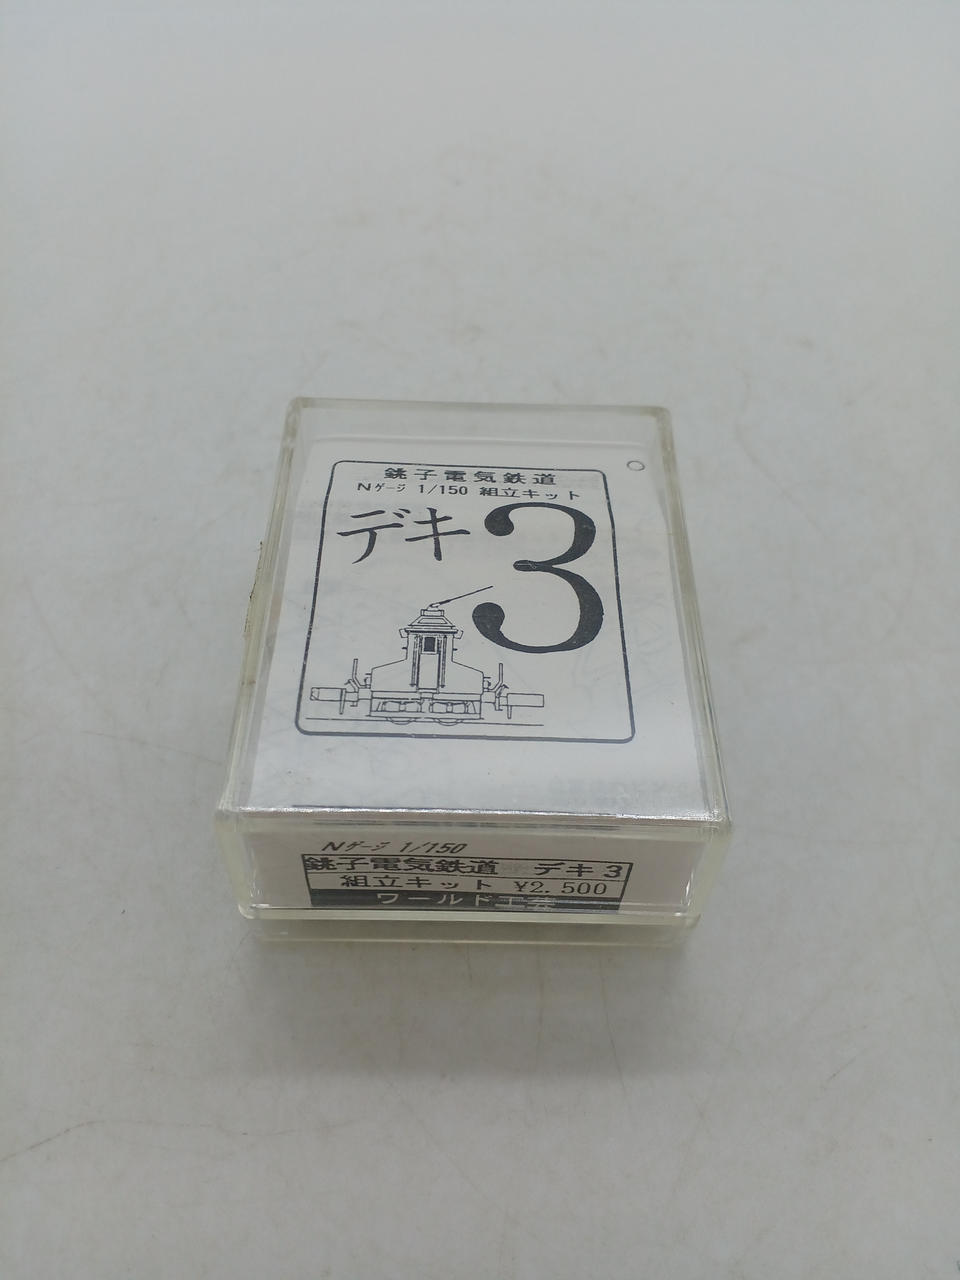 銚子電気鉄道
Nゲージ 1/150 組立キット
デキ3
Nゲージ 1/150
銚子電気鉄道 デキ3
組立キット ¥2,500
ワールド工芸